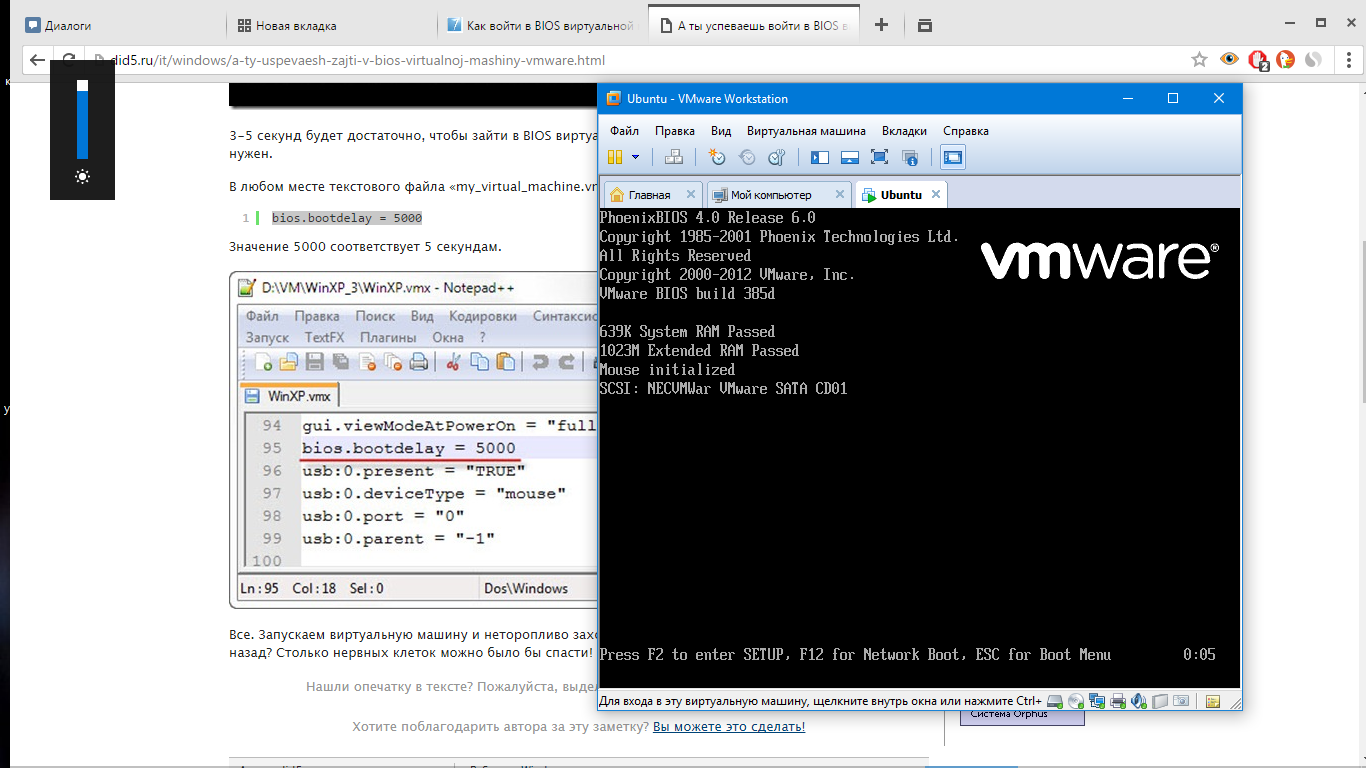 Диалоги
Новая вкладка
Как войти в BIOS виртуальной
А ты успеваешь войти в BIOS в
did5.ru/it/windows/a-ty-uspevaesh-zajti-v-bios-virtualnoj-mashiny-vmware.html
2
3–5 секунд будет достаточно, чтобы зайти в BIOS
нужен.
В любом месте текстового файла
1 bios.bootdelay = 5000
Значение 5000 соответствует 5 секундам.
D:\VM\WinXP_3\WinXP.vmx - Notepad++
Файл Правка Поиск Вид Кодировки
Запуск TextFX Плагины Окна ?
WinXP.vmx
94 gui.viewModeAtPowerOn = "full
95 bios.bootdelay = 5000
96 usb:0.present = "TRUE"
97 usb:0.deviceType = "mouse"
98 usb:0.port = "0"
99 usb:0.parent = "-1"
100
Ln:95 Col:18 Sel:0 Dos\Windows
Все. Запускаем виртуальную машину и неторопливо
назад? Столько нервных клеток можно было бы спасти!
Нашли опечатку в тексте? Пожалуйста,
Хотите поблагодарить автора за эту заметку? Вы можете это сделать!
Ubuntu - VMware Workstation
Файл Правка Вид Виртуальная машина Вкладки Справка
Главная Мой компьютер Ubuntu
PhoenixBIOS 4.0 Release 6.0
Copyright 1985-2001 Phoenix Technologies Ltd.
All Rights Reserved
Copyright 2000-2012 VMware, Inc.
VMware BIOS build 385d
vmware®
639K System RAM Passed
1023M Extended RAM Passed
Mouse initialized
SCSI: NECVMWar VMware SATA CD01
Press F2 to enter SETUP, F12 for Network Boot, ESC for Boot Menu 0:05
Для входа в эту виртуальную машину, щелкните внутрь окна или нажмите Ctrl+
Система Orphus